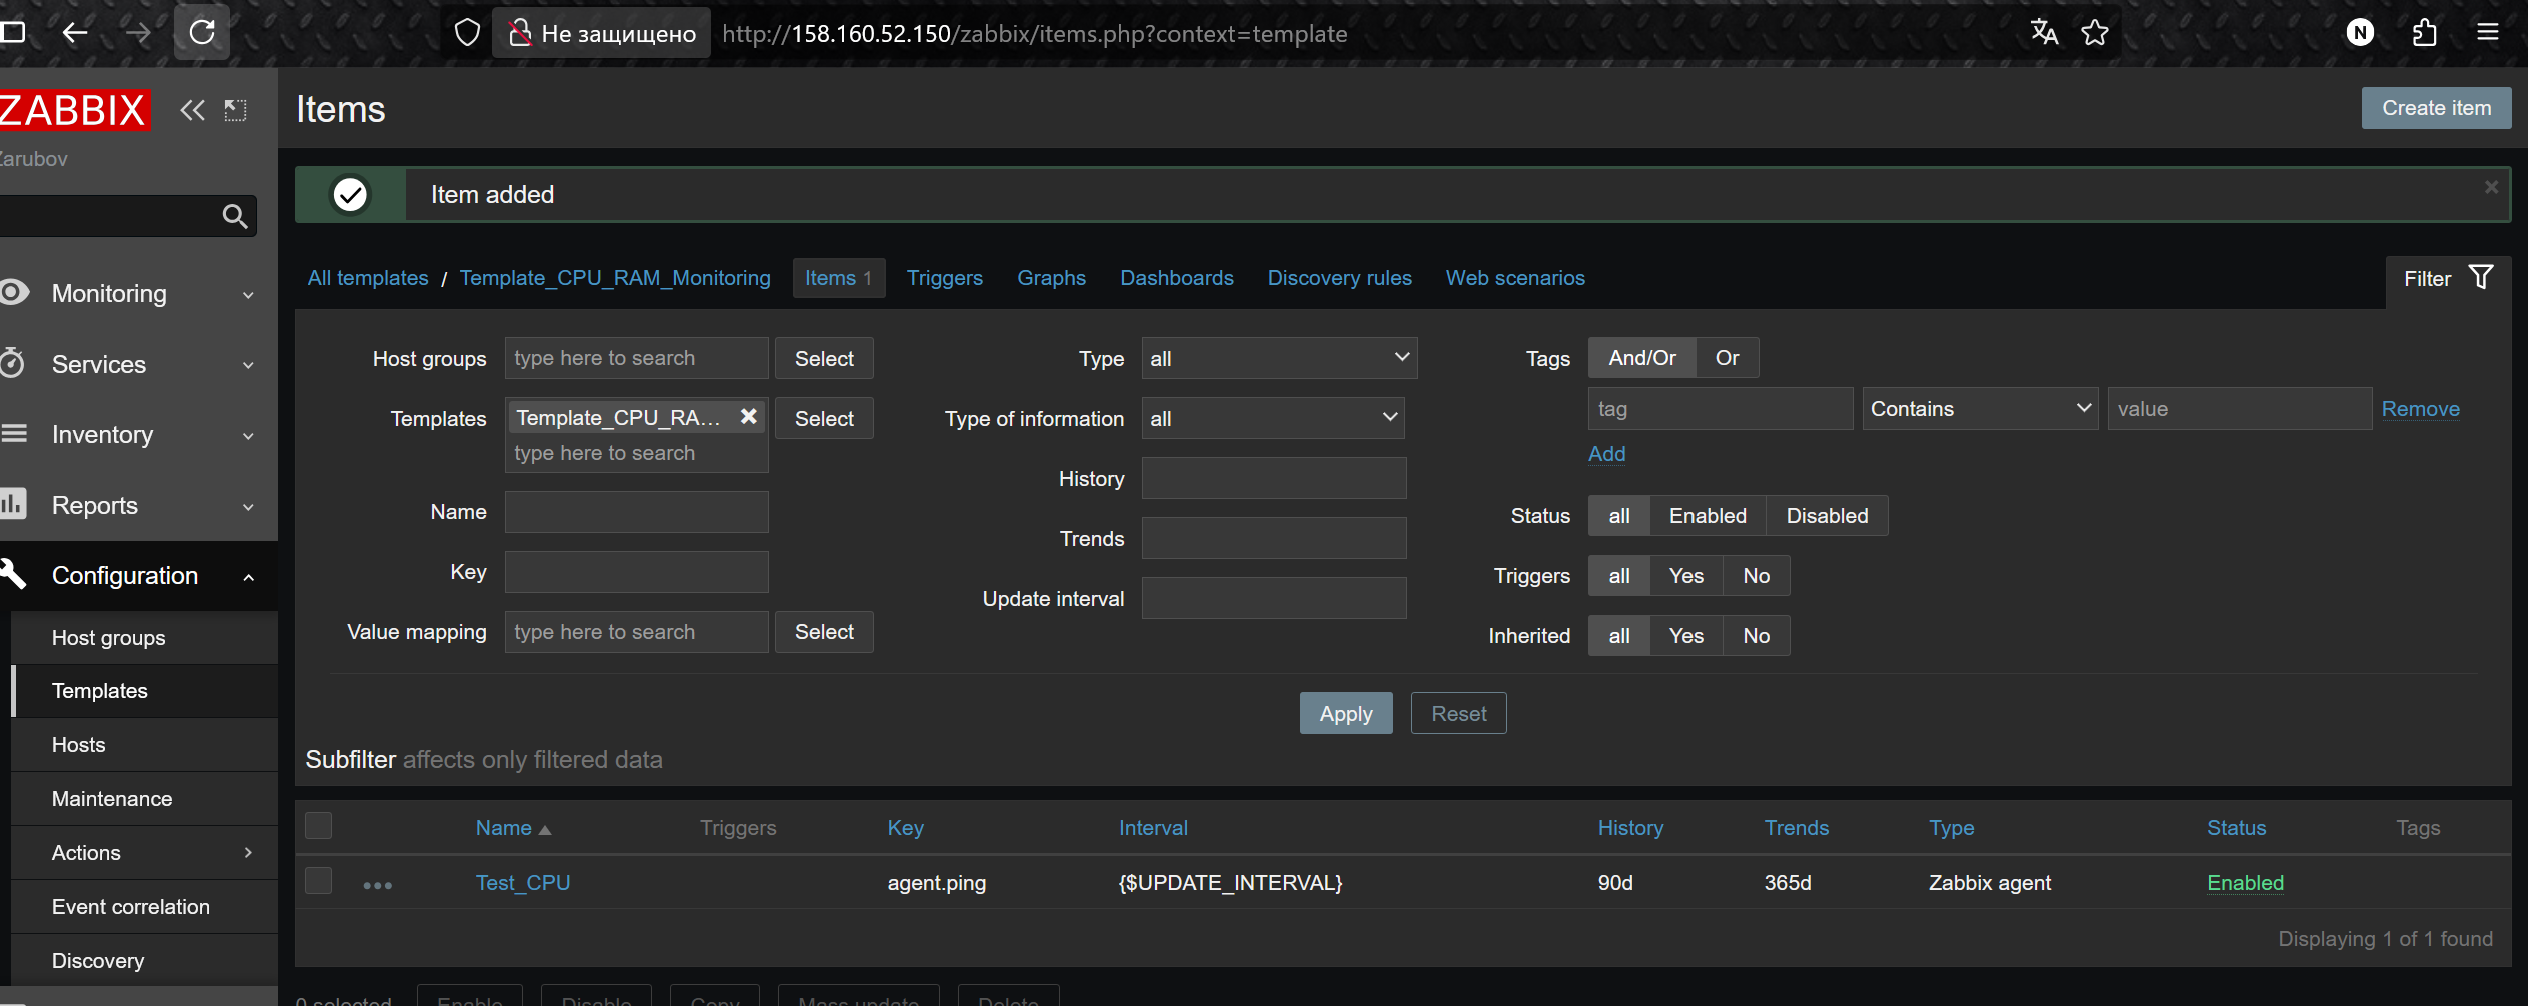 Не защищено http://158.160.52.150/zabbix/items.php?context=template N
ZABBIX
Zarubov
Items
Create item
Item added
All templates / Template_CPU_RAM_Monitoring Items 1 Triggers Graphs Dashboards Discovery rules Web scenarios
Filter
Monitoring
Services
Inventory
Reports
Configuration
Host groups
Templates
Hosts
Maintenance
Actions
Event correlation
Discovery
Host groups type here to search Select
Templates Template_CPU_RA... Select
type here to search
Name
Key
Value mapping type here to search Select
Type all
Type of information all
History
Trends
Update interval
Tags And/Or Or
tag Contains value Remove
Add
Status all Enabled Disabled
Triggers all Yes No
Inherited all Yes No
Apply Reset
Subfilter affects only filtered data
Name Triggers Key Interval History Trends Type Status Tags
Test_CPU agent.ping {$UPDATE_INTERVAL} 90d 365d Zabbix agent Enabled
Displaying 1 of 1 found
0 selected Enable Disable Copy Mass update Delete